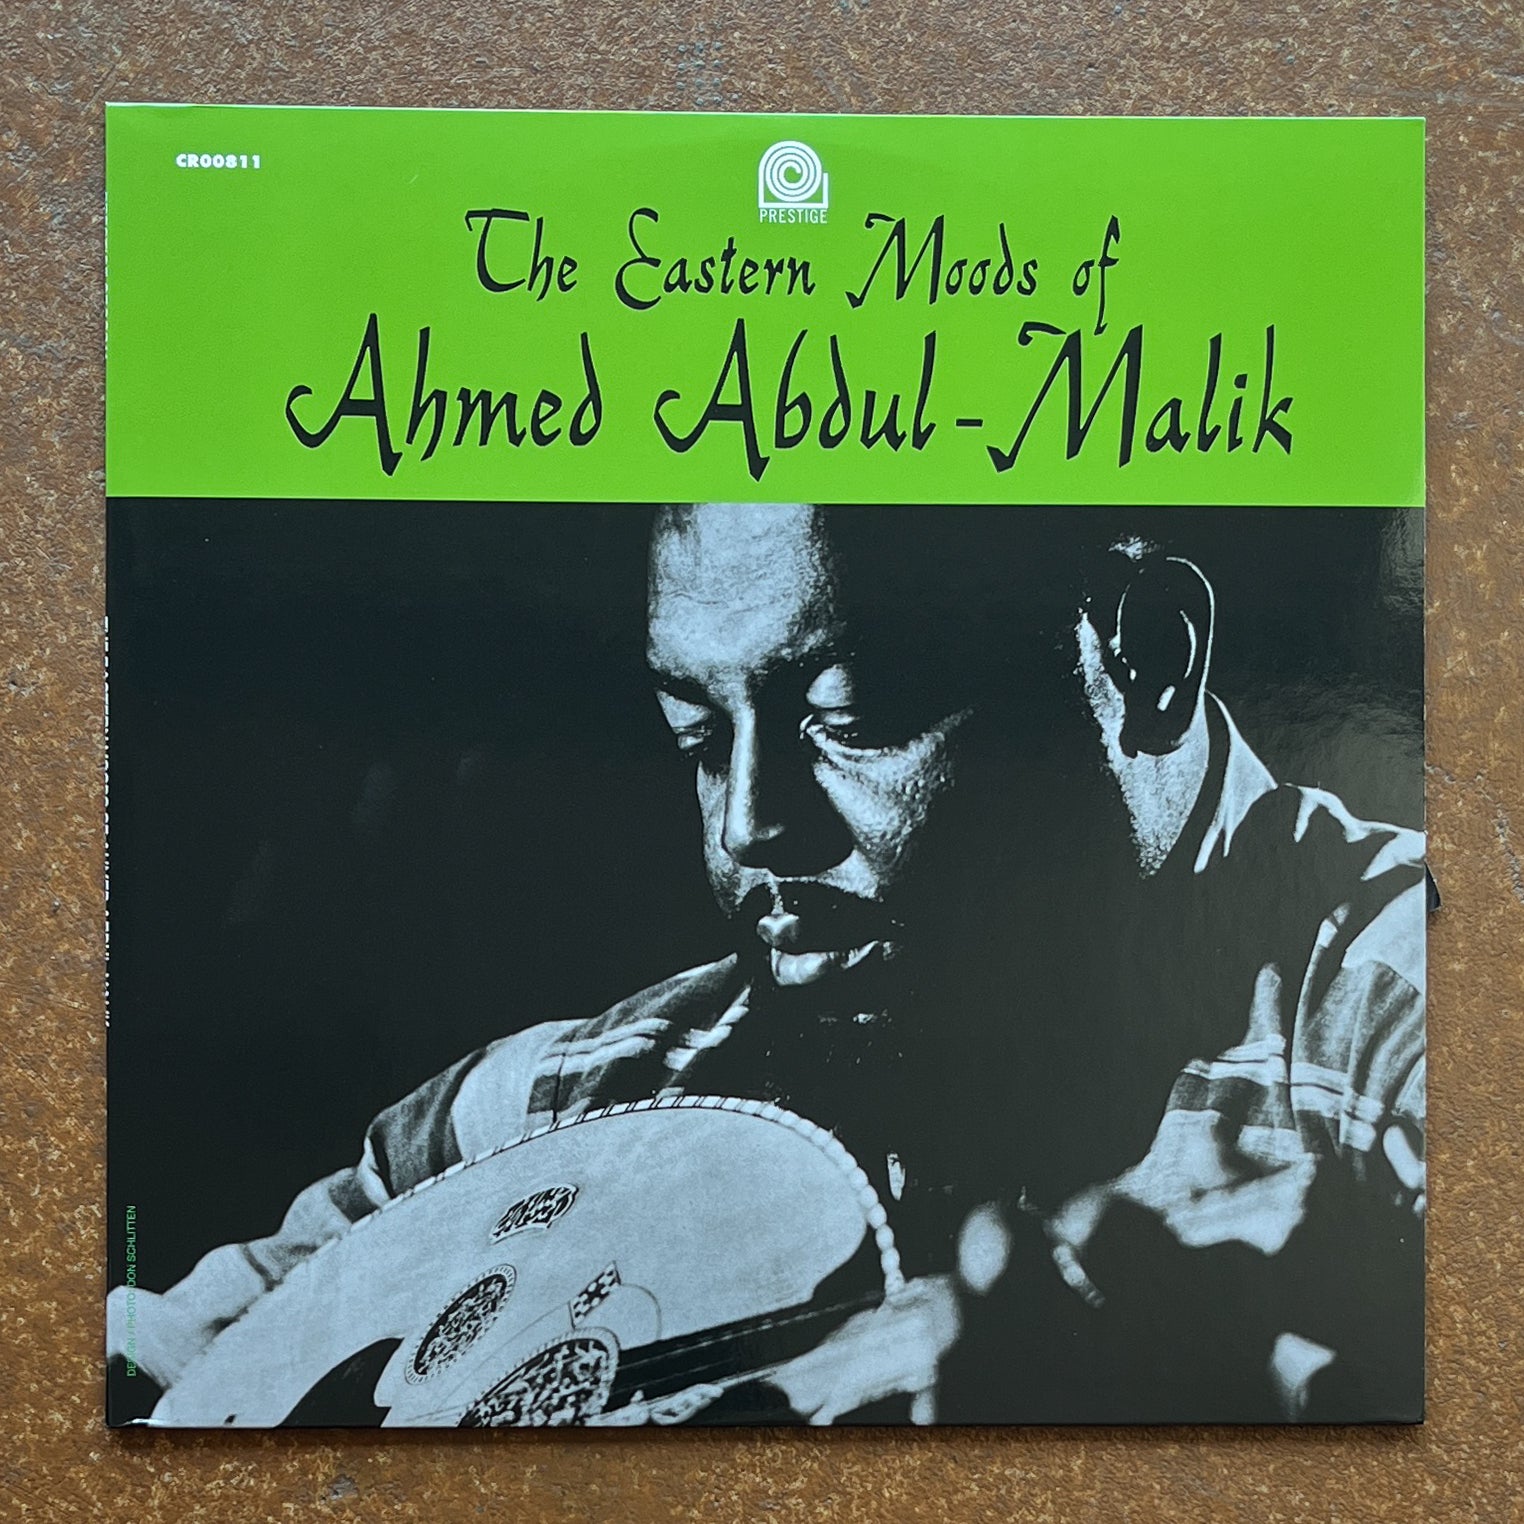 CR00811
PRESTIGE
The Eastern Moods of
Ahmed Abdul-Malik
DESIGN / PHOTO: DON SCHLITTEN